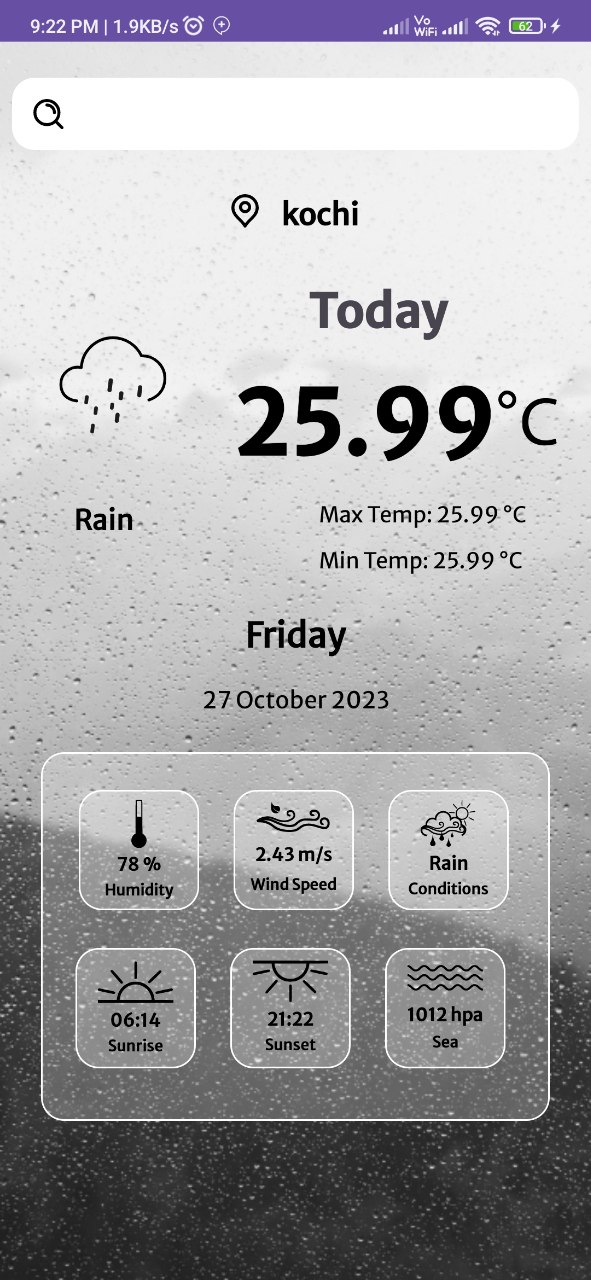 9:22 PM | 1.9KB/s
Vo
WiFi
62
kochi
Today
25.99°C
Rain
Max Temp: 25.99 °C
Min Temp: 25.99 °C
Friday
27 October 2023
78 %
Humidity
2.43 m/s
Wind Speed
Rain
Conditions
06:14
Sunrise
21:22
Sunset
1012 hpa
Sea